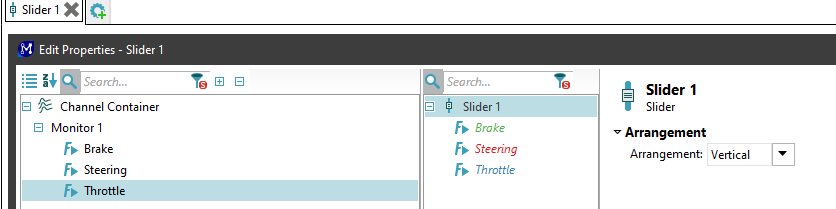 Slider 1
Edit Properties - Slider 1
Search...
Channel Container
Monitor 1
Brake
Steering
Throttle
Search...
Slider 1
Brake
Steering
Throttle
Slider 1
Slider
Arrangement
Arrangement: Vertical